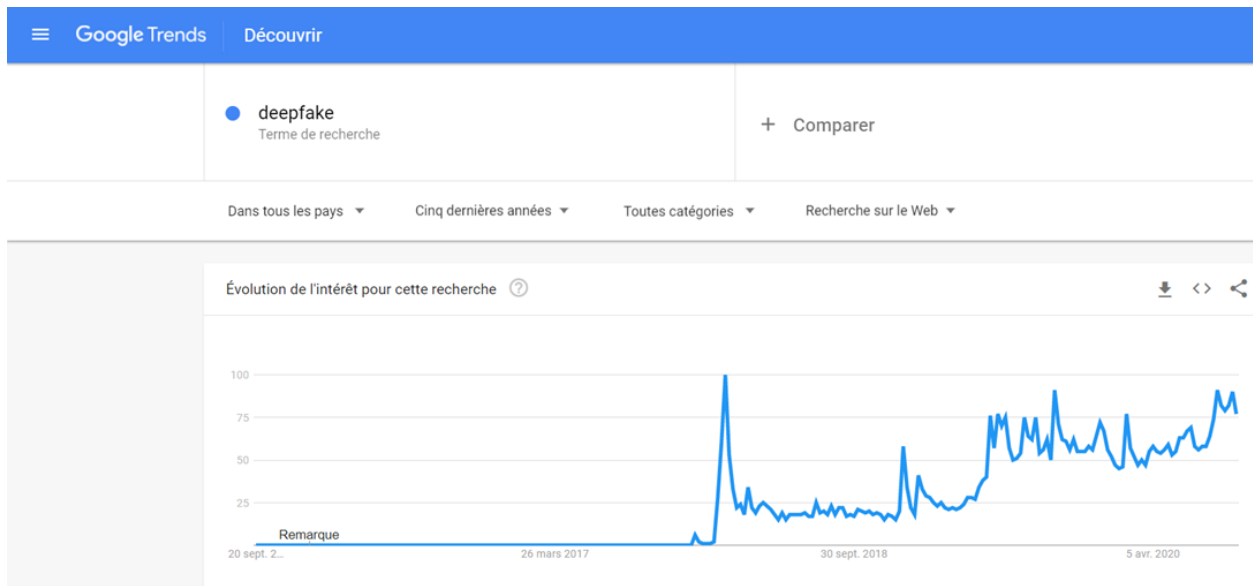 Google Trends Découvrir
deepfake
Terme de recherche
+ Comparer
Dans tous les pays Cinq dernières années Toutes catégories Recherche sur le Web
Évolution de l'intérêt pour cette recherche
100
75
50
25
Remarque
20 sept. 2... 26 mars 2017 30 sept. 2018 5 avr. 2020